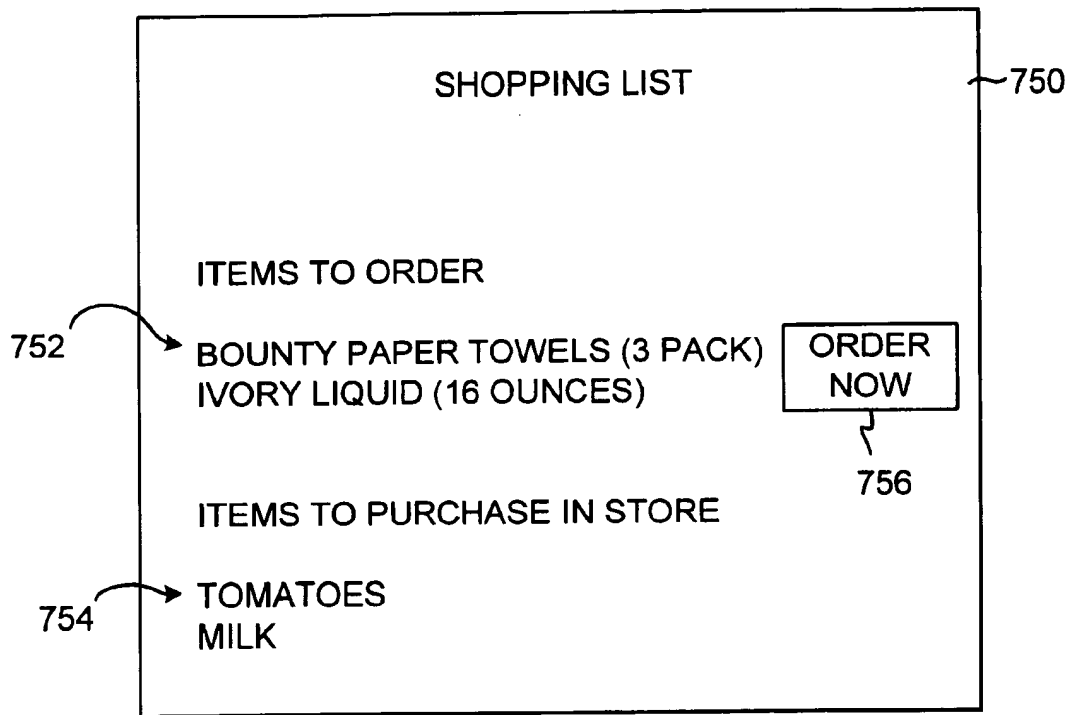 SHOPPING LIST
750
ITEMS TO ORDER
752
BOUNTY PAPER TOWELS (3 PACK)
IVORY LIQUID (16 OUNCES)
ORDER
NOW
756
ITEMS TO PURCHASE IN STORE
754
TOMATOES
MILK